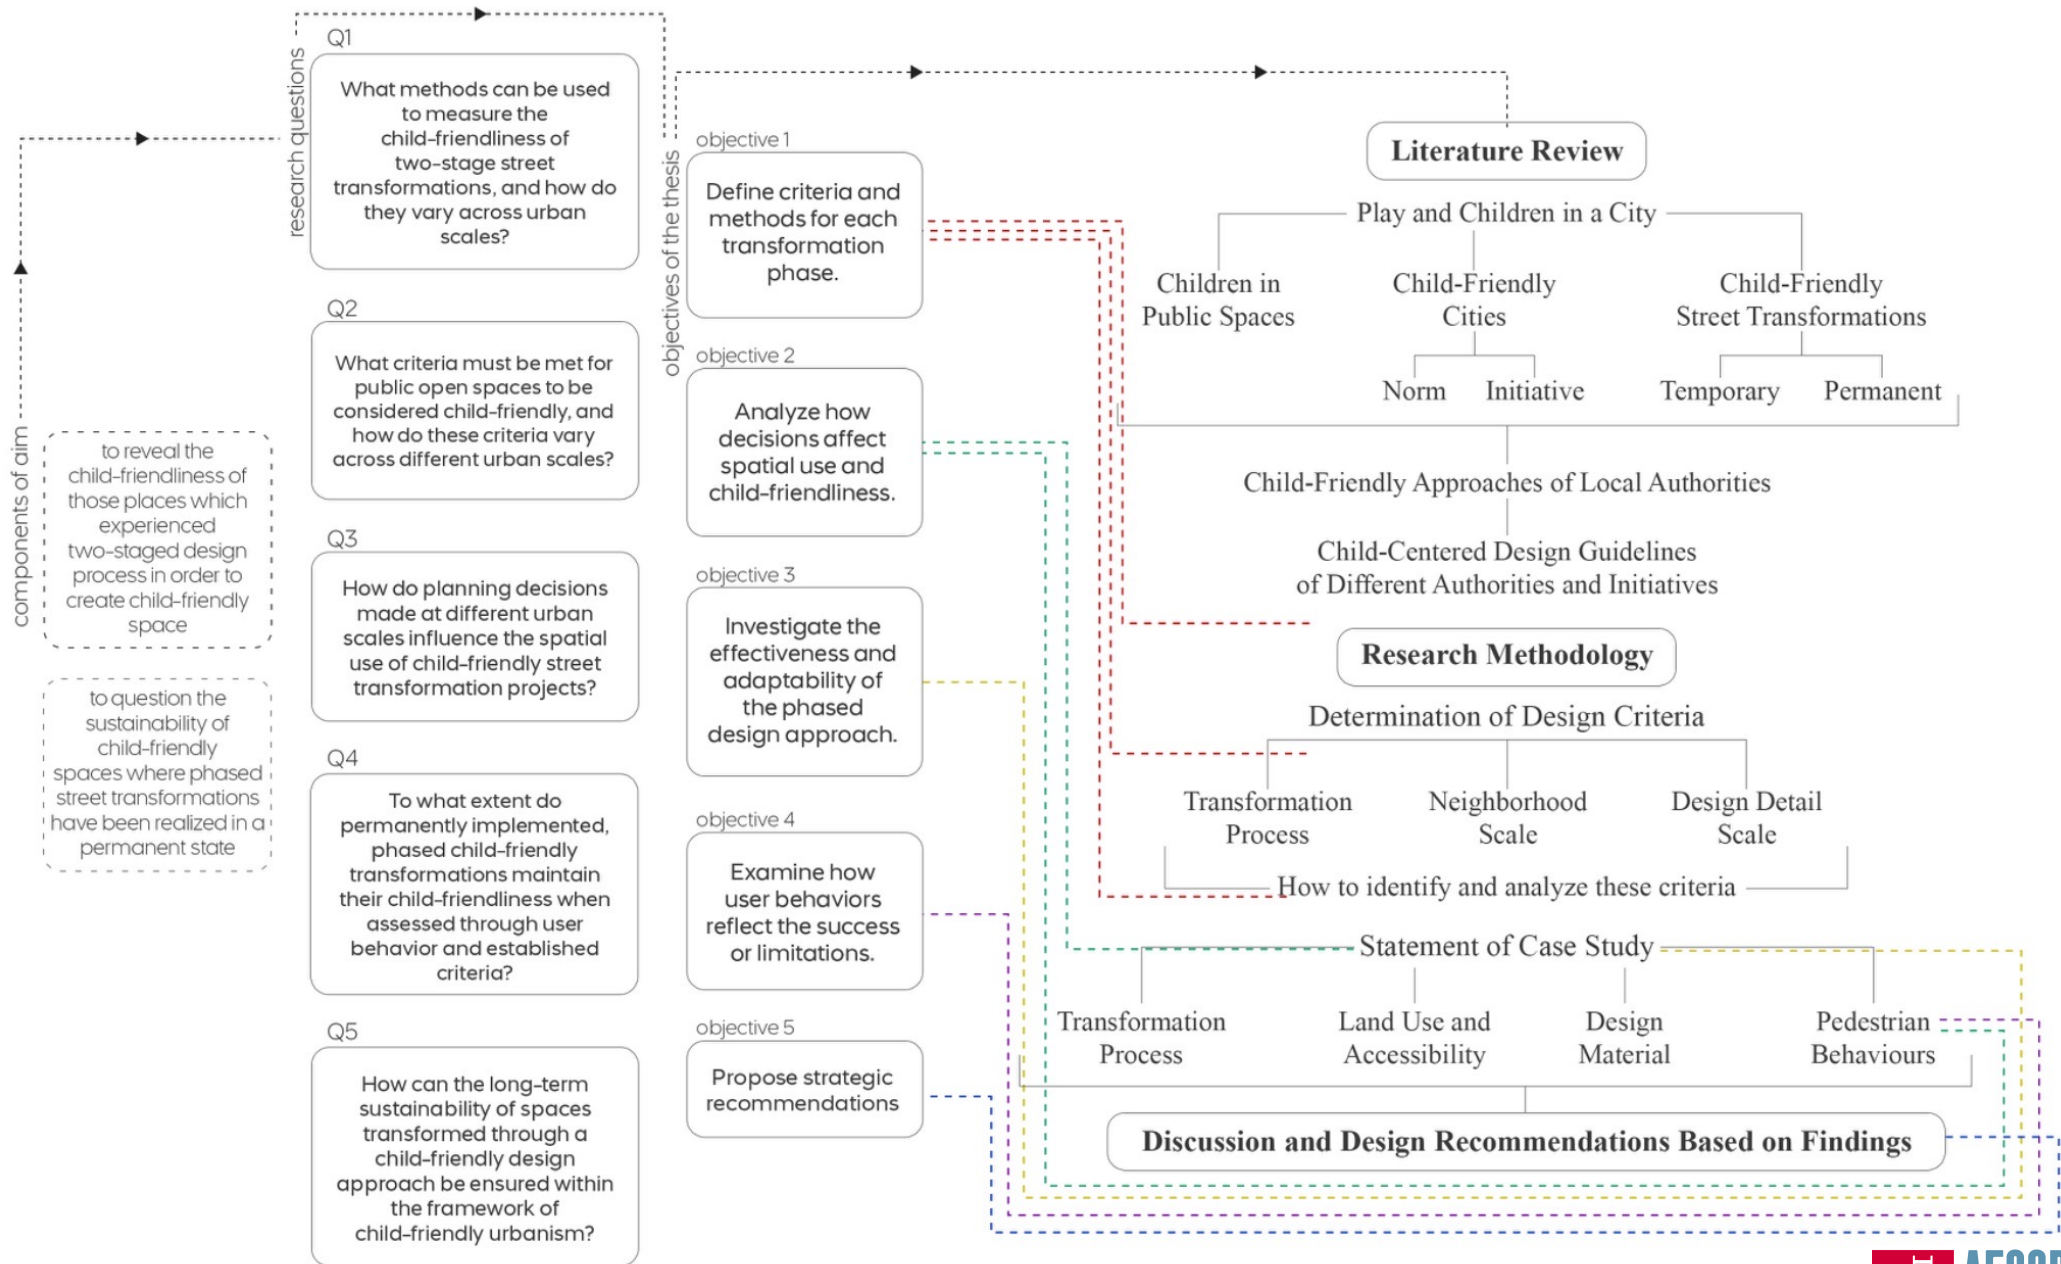 components of aim
to reveal the
child-friendliness of
those places which
experienced
two-staged design
process in order to
create child-friendly
space
to question the
sustainability of
child-friendly
spaces where phased
street transformations
have been realized in a
permanent state
research questions
Q1
What methods can be used
to measure the
child-friendliness of
two-stage street
transformations, and how do
they vary across urban
scales?
Q2
What criteria must be met for
public open spaces to be
considered child-friendly, and
how do these criteria vary
across different urban scales?
Q3
How do planning decisions
made at different urban
scales influence the spatial
use of child-friendly street
transformation projects?
Q4
To what extent do
permanently implemented,
phased child-friendly
transformations maintain
their child-friendliness when
assessed through user
behavior and established
criteria?
Q5
How can the long-term
sustainability of spaces
transformed through a
child-friendly design
approach be ensured within
the framework of
child-friendly urbanism?
objectives of the thesis
objective 1
Define criteria and
methods for each
transformation
phase.
objective 2
Analyze how
decisions affect
spatial use and
child-friendliness.
objective 3
Investigate the
effectiveness and
adaptability of
the phased
design approach.
objective 4
Examine how
user behaviors
reflect the success
or limitations.
objective 5
Propose strategic
recommendations
Literature Review
Play and Children in a City
Children in
Public Spaces
Child-Friendly
Cities
Child-Friendly
Street Transformations
Norm
Initiative
Temporary
Permanent
Child-Friendly Approaches of Local Authorities
Child-Centered Design Guidelines
of Different Authorities and Initiatives
Research Methodology
Determination of Design Criteria
Transformation
Process
Neighborhood
Scale
Design Detail
Scale
How to identify and analyze these criteria
Statement of Case Study
Transformation
Process
Land Use and
Accessibility
Design
Material
Pedestrian
Behaviours
Discussion and Design Recommendations Based on Findings